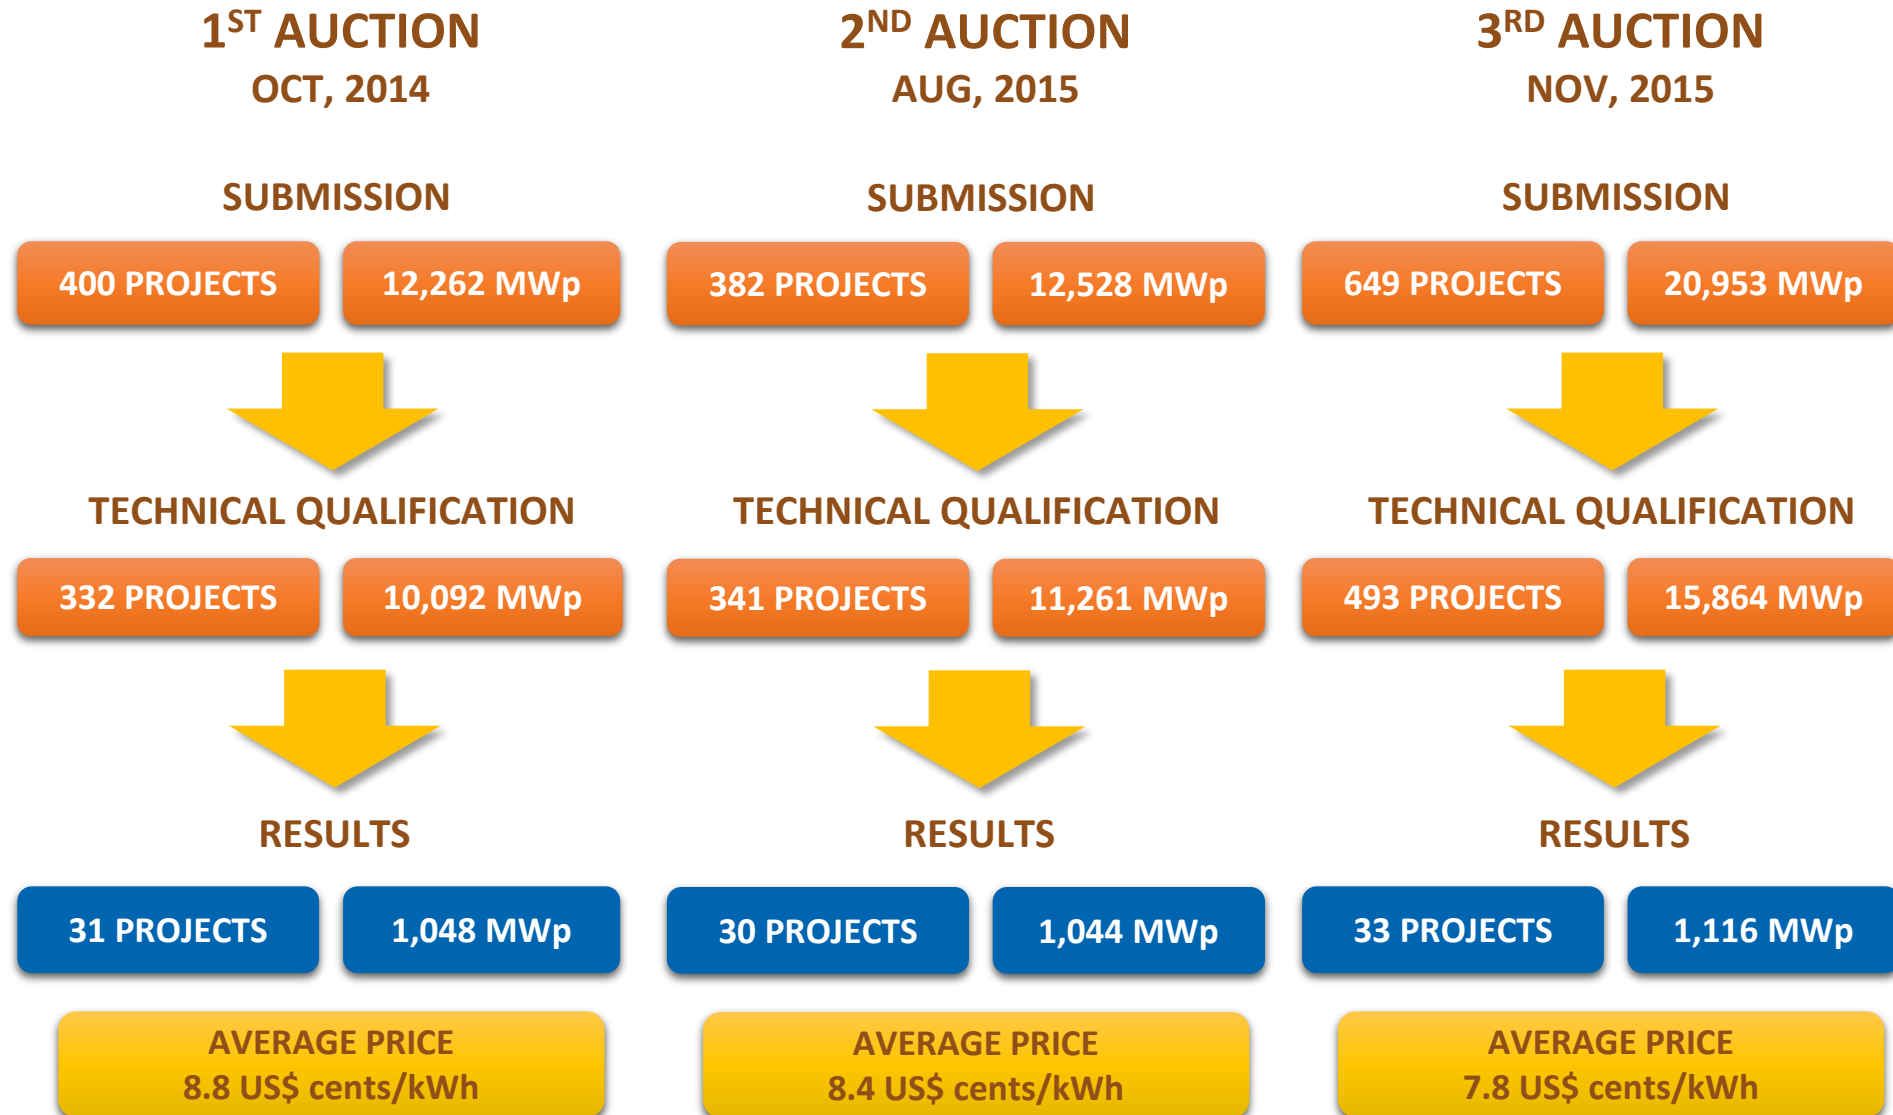 1ST AUCTION
OCT, 2014
SUBMISSION
400 PROJECTS
12,262 MWp
TECHNICAL QUALIFICATION
332 PROJECTS
10,092 MWp
RESULTS
31 PROJECTS
1,048 MWp
AVERAGE PRICE
8.8 US$ cents/kWh
2ND AUCTION
AUG, 2015
SUBMISSION
382 PROJECTS
12,528 MWp
TECHNICAL QUALIFICATION
341 PROJECTS
11,261 MWp
RESULTS
30 PROJECTS
1,044 MWp
AVERAGE PRICE
8.4 US$ cents/kWh
3RD AUCTION
NOV, 2015
SUBMISSION
649 PROJECTS
20,953 MWp
TECHNICAL QUALIFICATION
493 PROJECTS
15,864 MWp
RESULTS
33 PROJECTS
1,116 MWp
AVERAGE PRICE
7.8 US$ cents/kWh